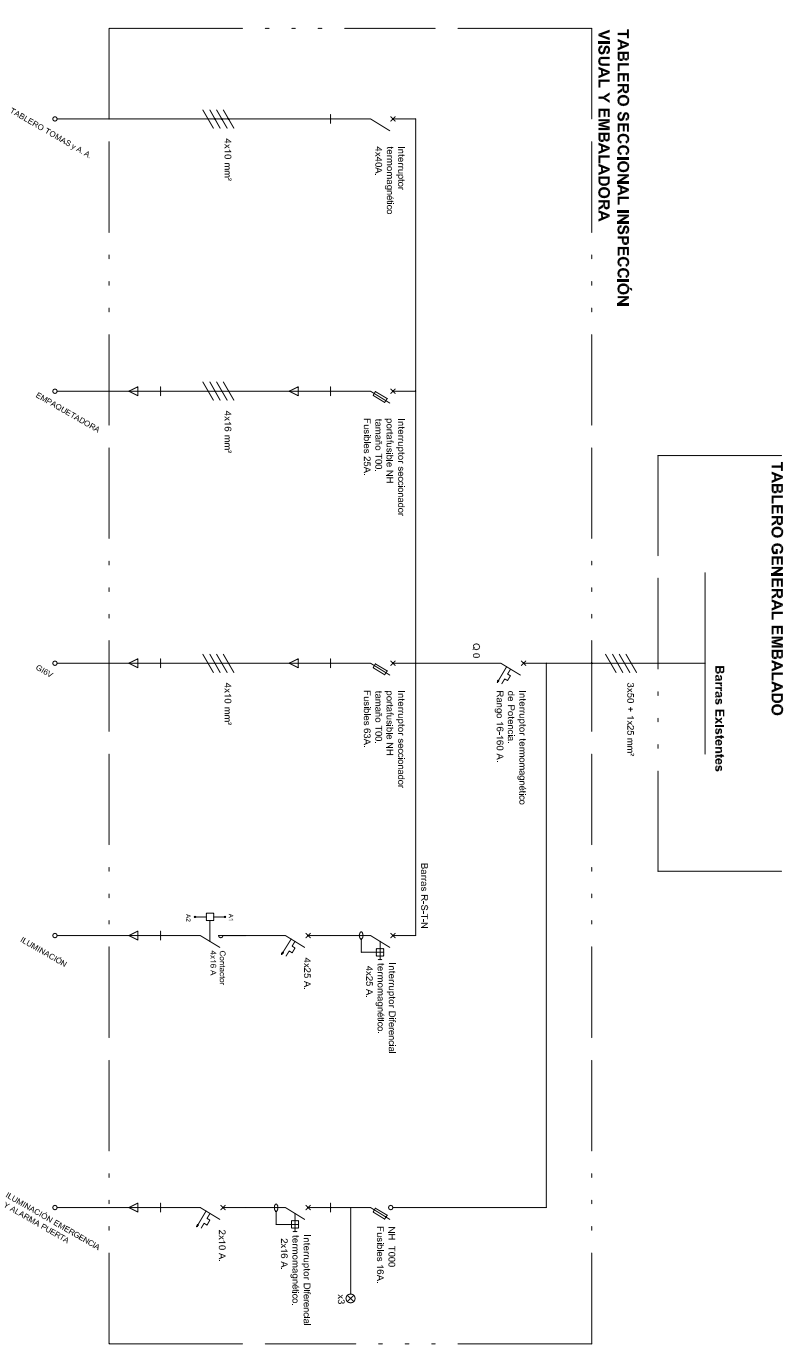 TABLERO GENERAL EMBALADO
Barras Existentes
3x50 + 1x25 mm²
TABLERO SECCIONAL INSPECCIÓN
VISUAL Y EMBALADORA
Interruptor termomagnético
de Potencia.
Rango 16-160 A.
Q 0
Barras R-S-T-N
Interruptor
termomagnético
4x40A.
4x10 mm²
TABLERO TOMAS y A. A.
Interruptor seccionador
portafusible NH
tamaño T00.
Fusibles 25A.
4x16 mm²
EMPAQUETADORA
Interruptor seccionador
portafusible NH
tamaño T00.
Fusibles 63A.
4x10 mm²
GI6V
Interruptor Diferencial
termomagnético.
4x25 A.
4x25 A.
Contactor
4x16 A
A1
A2
ILUMINACIÓN
NH T000
Fusibles 16A.
x3
Interruptor Diferencial
termomagnético.
2x16 A.
2x10 A.
ILUMINACIÓN EMERGENCIA
Y ALARMA PUERTA